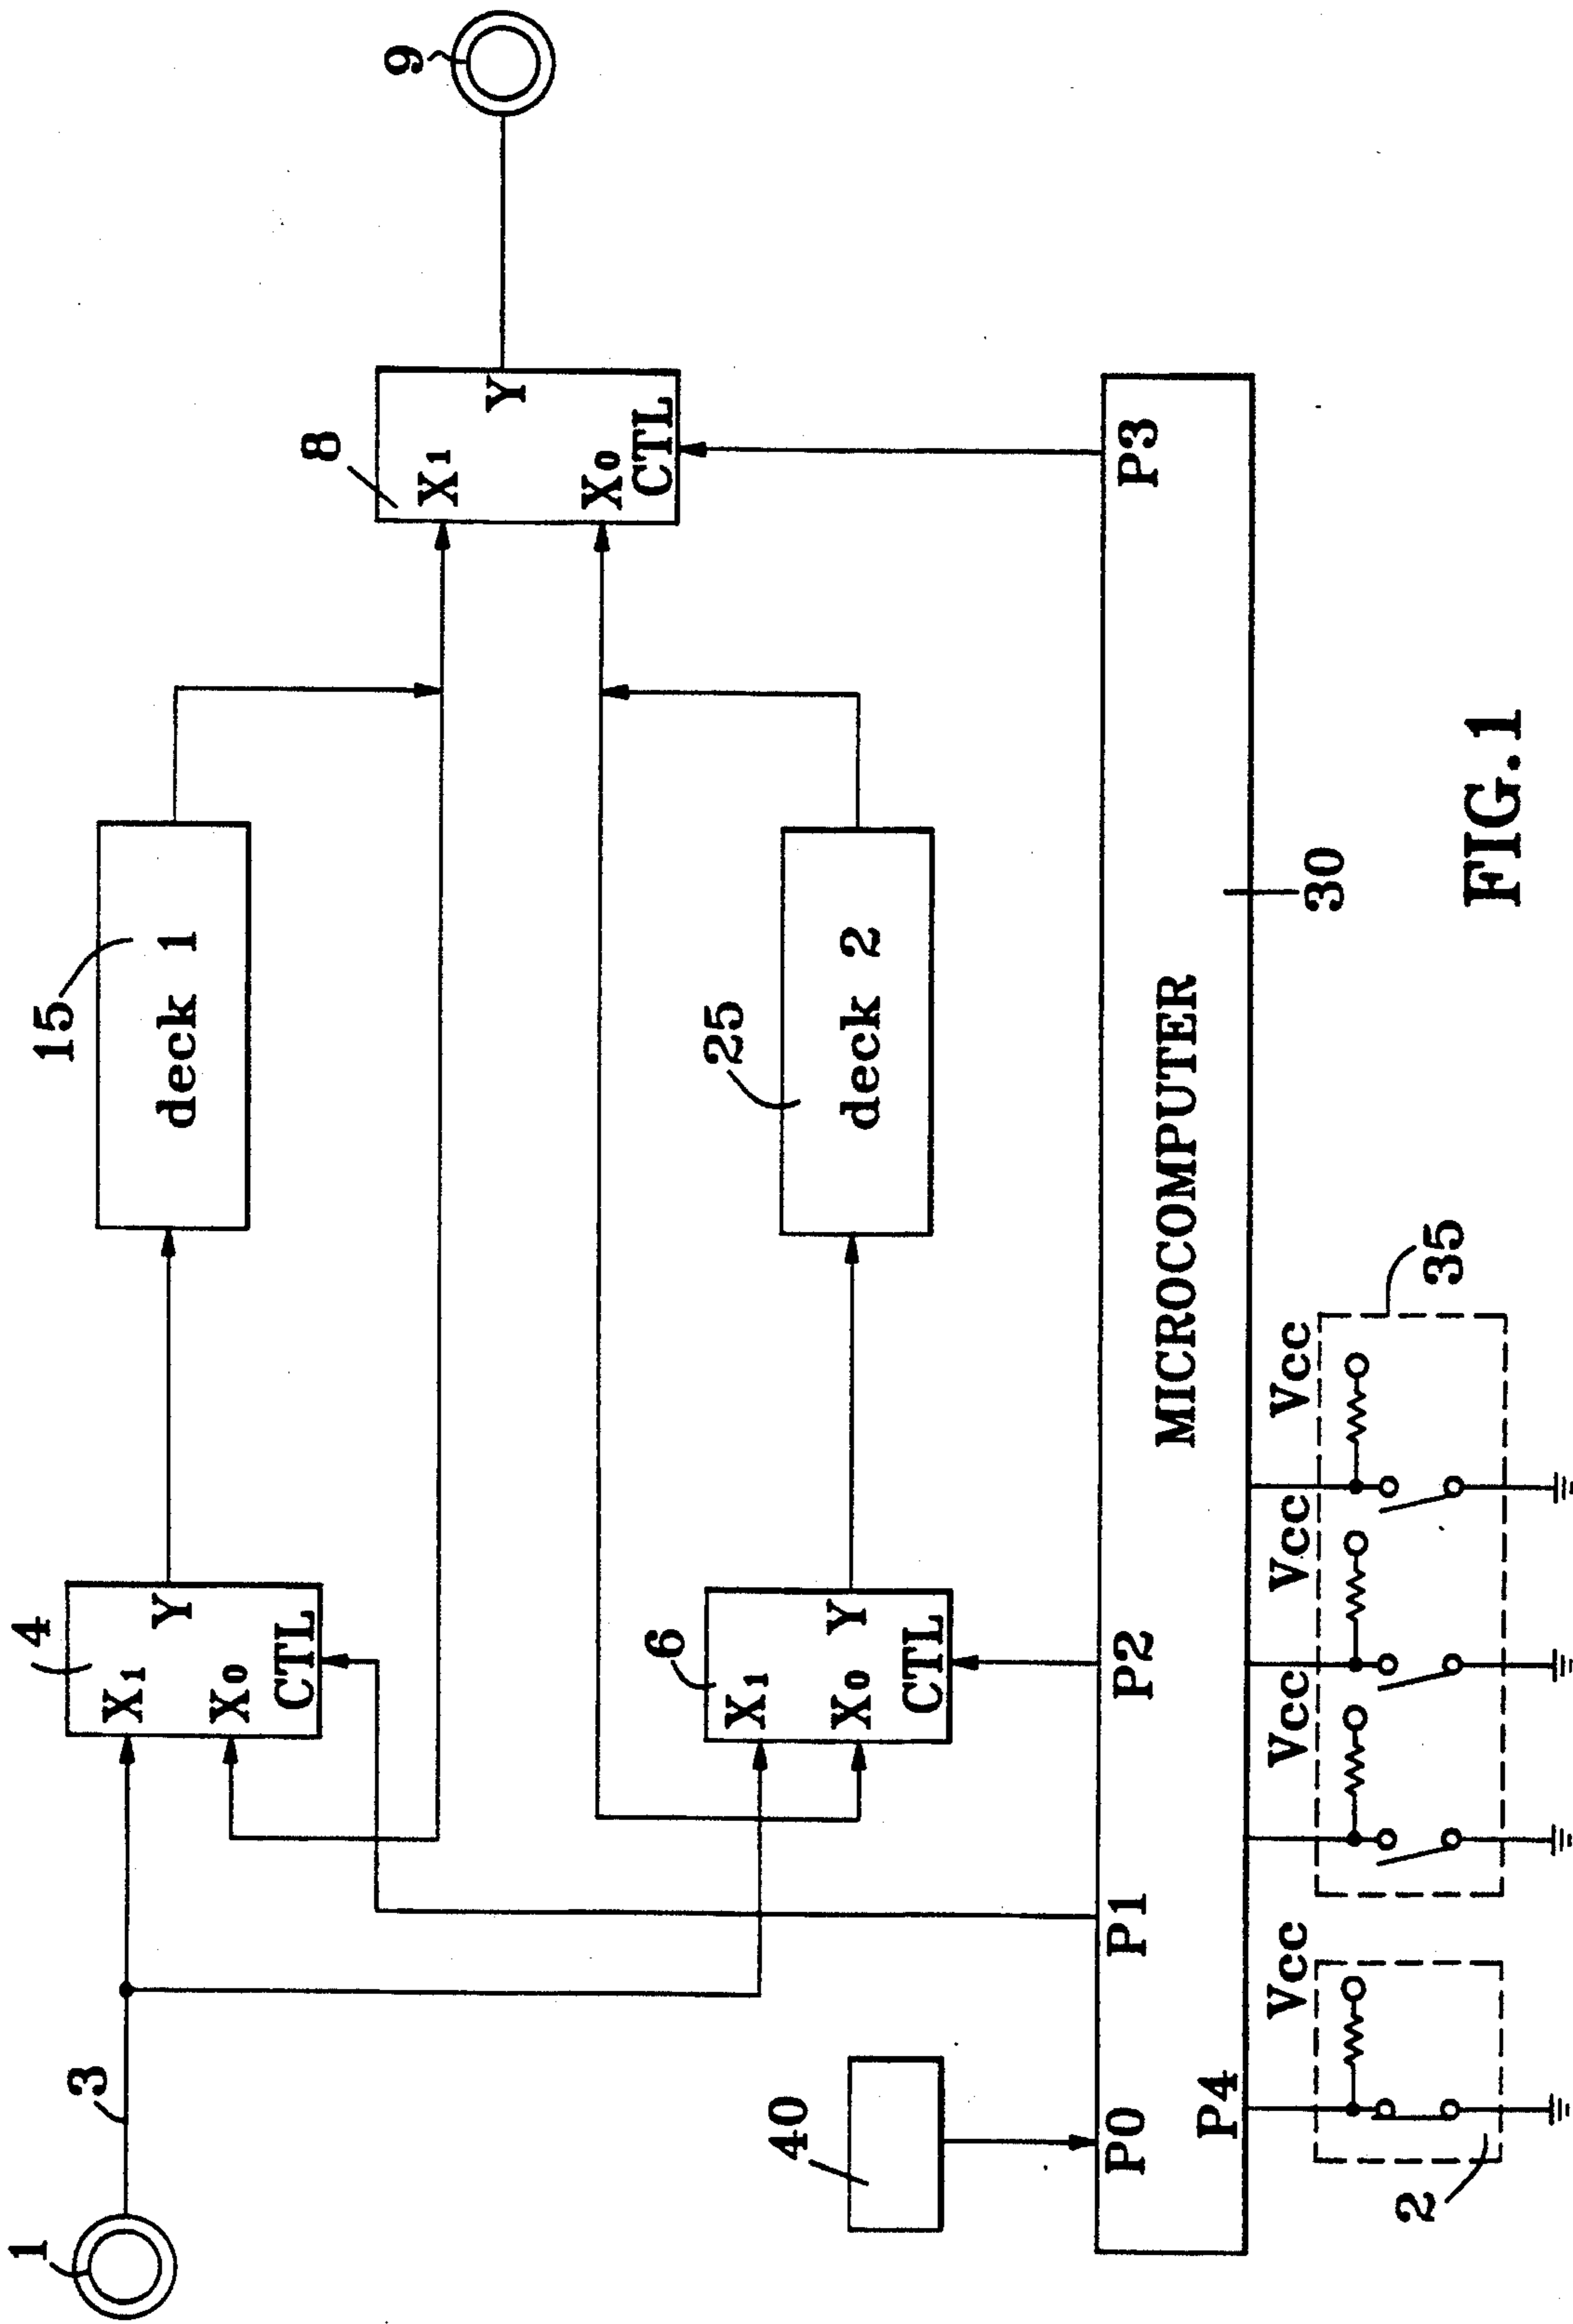 1
3
4
X1
Y
X0
CTL
15
deck 1
8
X1
Y
X0
CTL
9
6
X1
Y
X0
CTL
25
deck 2
40
P0
P1
P2
P3
P4
MICROCOMPUTER
30
Vcc
Vcc
Vcc
Vcc
2
35
FIG.1